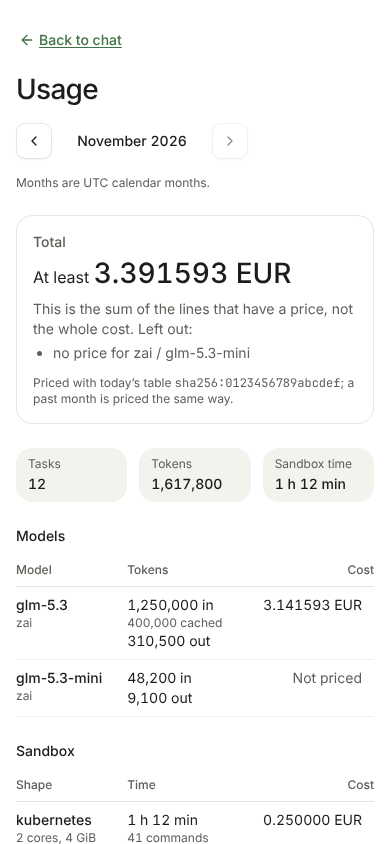 ← Back to chat
Usage
November 2026
Months are UTC calendar months.
Total
At least 3.391593 EUR
This is the sum of the lines that have a price, not
the whole cost. Left out:
• no price for zai / glm-5.3-mini
Priced with today's table sha256:0123456789abcdef; a
past month is priced the same way.
Tasks
12
Tokens
1,617,800
Sandbox time
1 h 12 min
Models
Model Tokens Cost
glm-5.3 1,250,000 in 3.141593 EUR
zai 400,000 cached
310,500 out
glm-5.3-mini 48,200 in Not priced
zai 9,100 out
Sandbox
Shape Time Cost
kubernetes 1 h 12 min 0.250000 EUR
2 cores, 4 GiB 41 commands